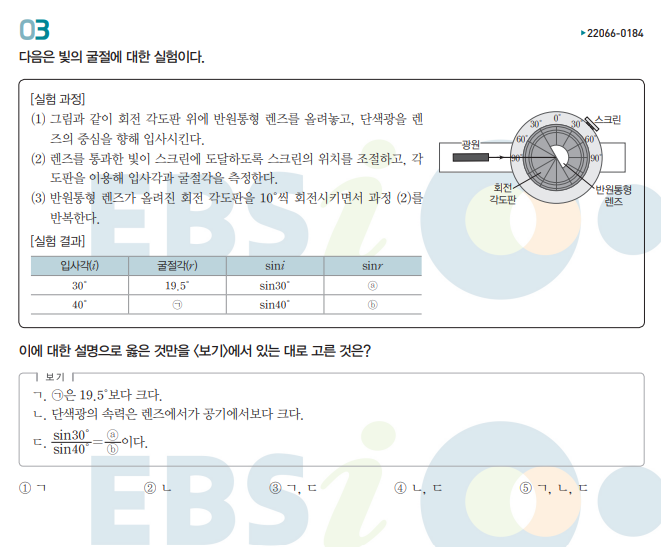 03
▶22066-0184
다음은 빛의 굴절에 대한 실험이다.
[실험 과정]
(1) 그림과 같이 회전 각도판 위에 반원통형 렌즈를 올려놓고, 단색광을 렌
즈의 중심을 향해 입사시킨다.
(2) 렌즈를 통과한 빛이 스크린에 도달하도록 스크린의 위치를 조절하고, 각
도판을 이용해 입사각과 굴절각을 측정한다.
(3) 반원통형 렌즈가 올려진 회전 각도판을 10°씩 회전시키면서 과정 (2)를
반복한다.
광원
스크린
0°
30° 30°
60° 60°
90° 90°
회전
각도판
반원통형
렌즈
[실험 결과]
입사각(i) 굴절각(r) sini sinr
30° 19.5° sin30° ⓐ
40° ㉠ sin40° ⓑ
이에 대한 설명으로 옳은 것만을 <보기>에서 있는 대로 고른 것은?
보기
ㄱ. ㉠은 19.5°보다 크다.
ㄴ. 단색광의 속력은 렌즈에서가 공기에서보다 크다.
ㄷ. sin30°/sin40°=ⓐ/ⓑ이다.
① ㄱ ② ㄴ ③ ㄱ, ㄷ ④ ㄴ, ㄷ ⑤ ㄱ, ㄴ, ㄷ
EBSi
EBSi